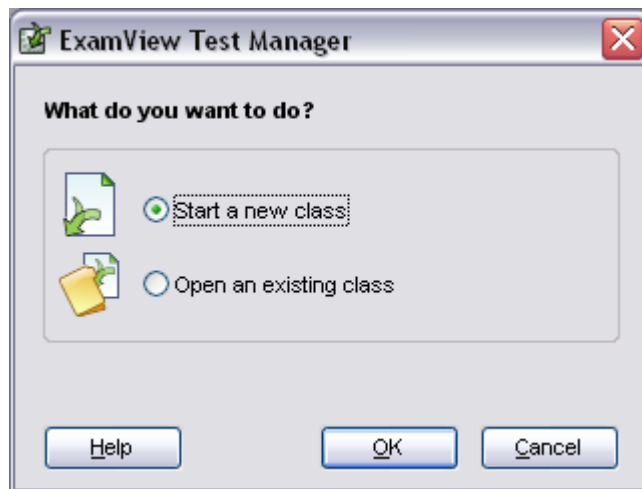 ExamView Test Manager
What do you want to do?
Start a new class
Open an existing class
Help OK Cancel